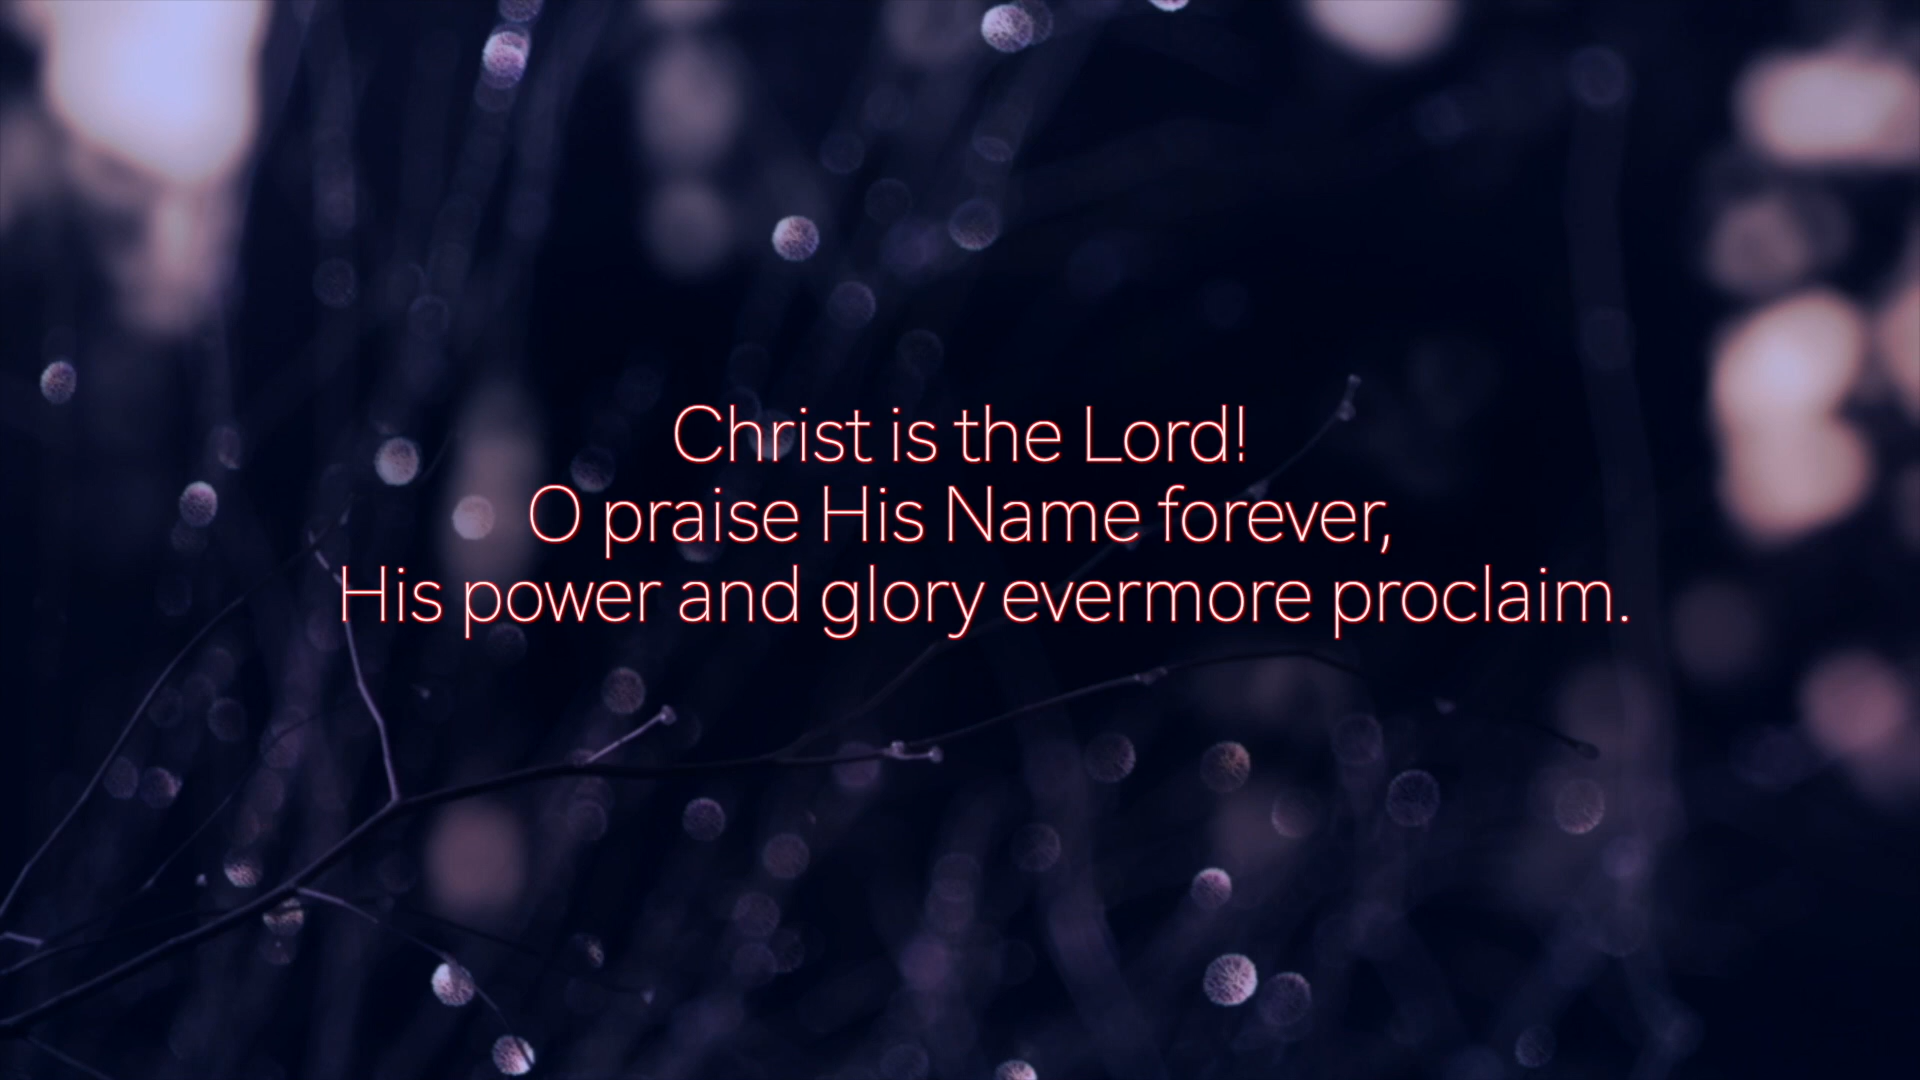 Christ is the Lord!
O praise His Name forever,
His power and glory evermore proclaim.